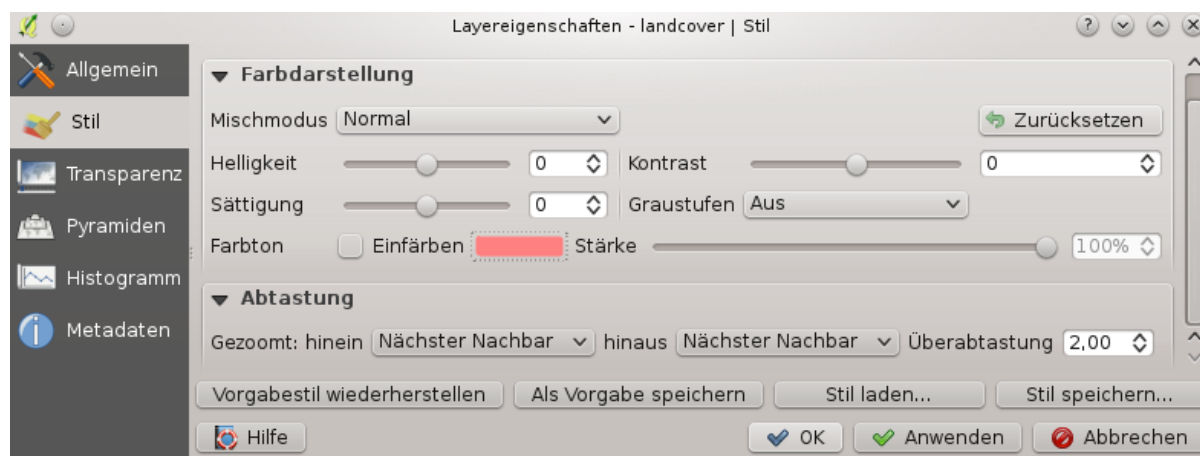 Layereigenschaften - landcover | Stil
Allgemein
Stil
Transparenz
Pyramiden
Histogramm
Metadaten
Farbdarstellung
Mischmodus Normal Zurücksetzen
Helligkeit 0 Kontrast 0
Sättigung 0 Graustufen Aus
Farbton Einfärben Stärke 100%
Abtastung
Gezoomt: hinein Nächster Nachbar hinaus Nächster Nachbar Überabtastung 2,00
Vorgabestil wiederherstellen Als Vorgabe speichern Stil laden... Stil speichern...
Hilfe OK Anwenden Abbrechen